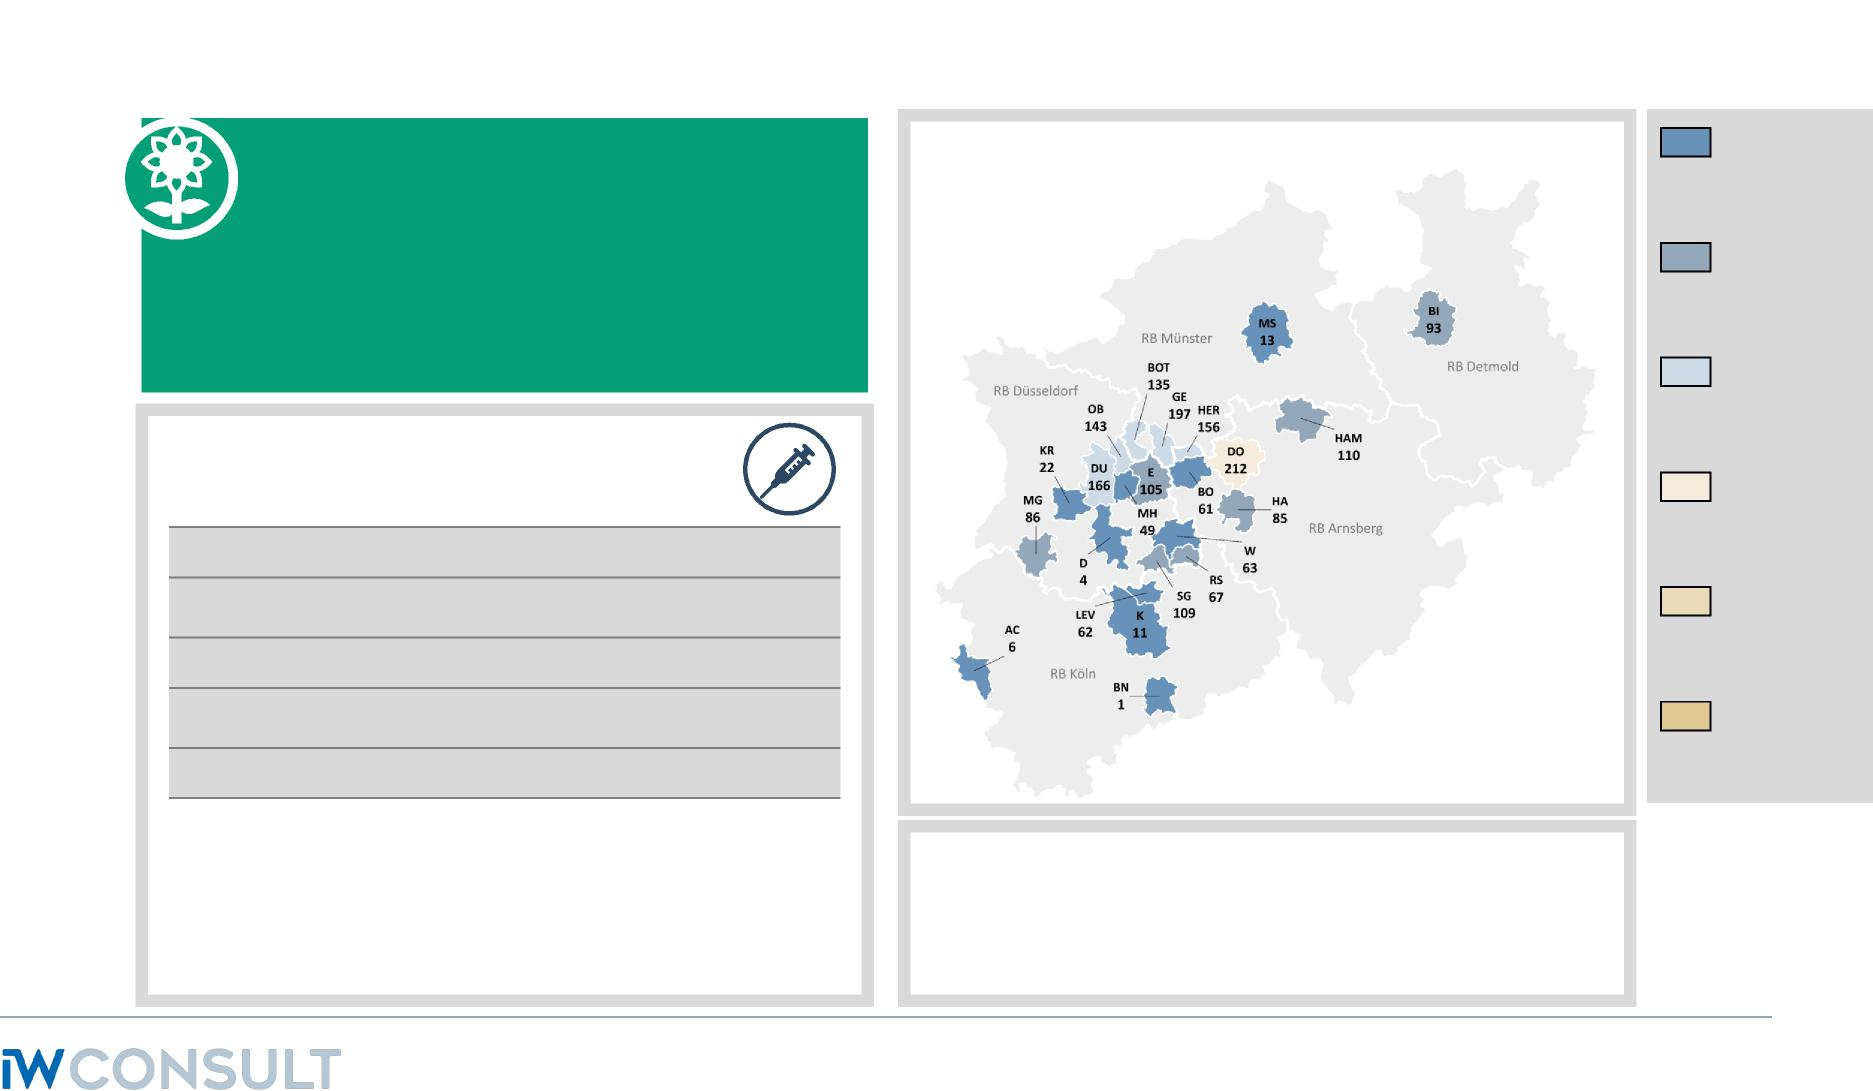 MS
13
BI
93
RB Münster
RB Detmold
BOT
135
RB Düsseldorf
GE
197
HER
156
OB
143
HAM
110
KR
22
DO
212
DU
166
E
105
BO
61
MG
86
HA
85
MH
49
RB Arnsberg
W
63
D
4
RS
67
SG
109
LEV
62
K
11
AC
6
RB Köln
BN
1
iWCONSULT